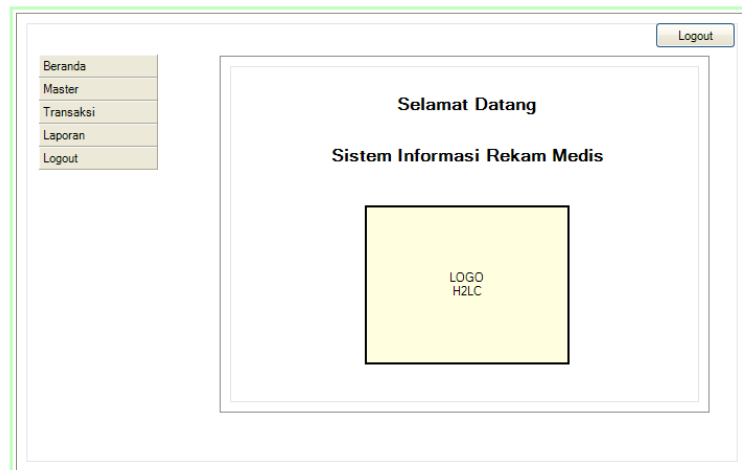 Logout
Beranda
Master
Transaksi
Laporan
Logout
Selamat Datang
Sistem Informasi Rekam Medis
LOGO
H2LC